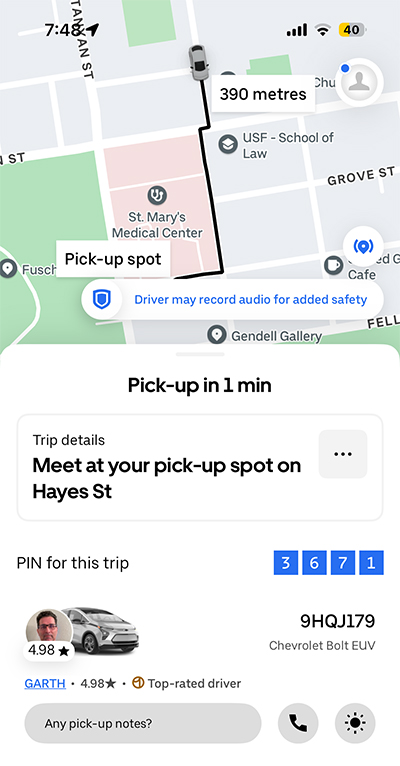 7:48
40
STANYAN ST
390 metres
Chu
USF - School of
Law
N ST
GROVE ST
St. Mary's
Medical Center
Pick-up spot
Fusch
d G
Cafe
Driver may record audio for added safety
FELL
Gendell Gallery
Pick-up in 1 min
Trip details
Meet at your pick-up spot on
Hayes St
PIN for this trip
3 6 7 1
4.98★
9HQJ179
Chevrolet Bolt EUV
GARTH • 4.98★ • Top-rated driver
Any pick-up notes?